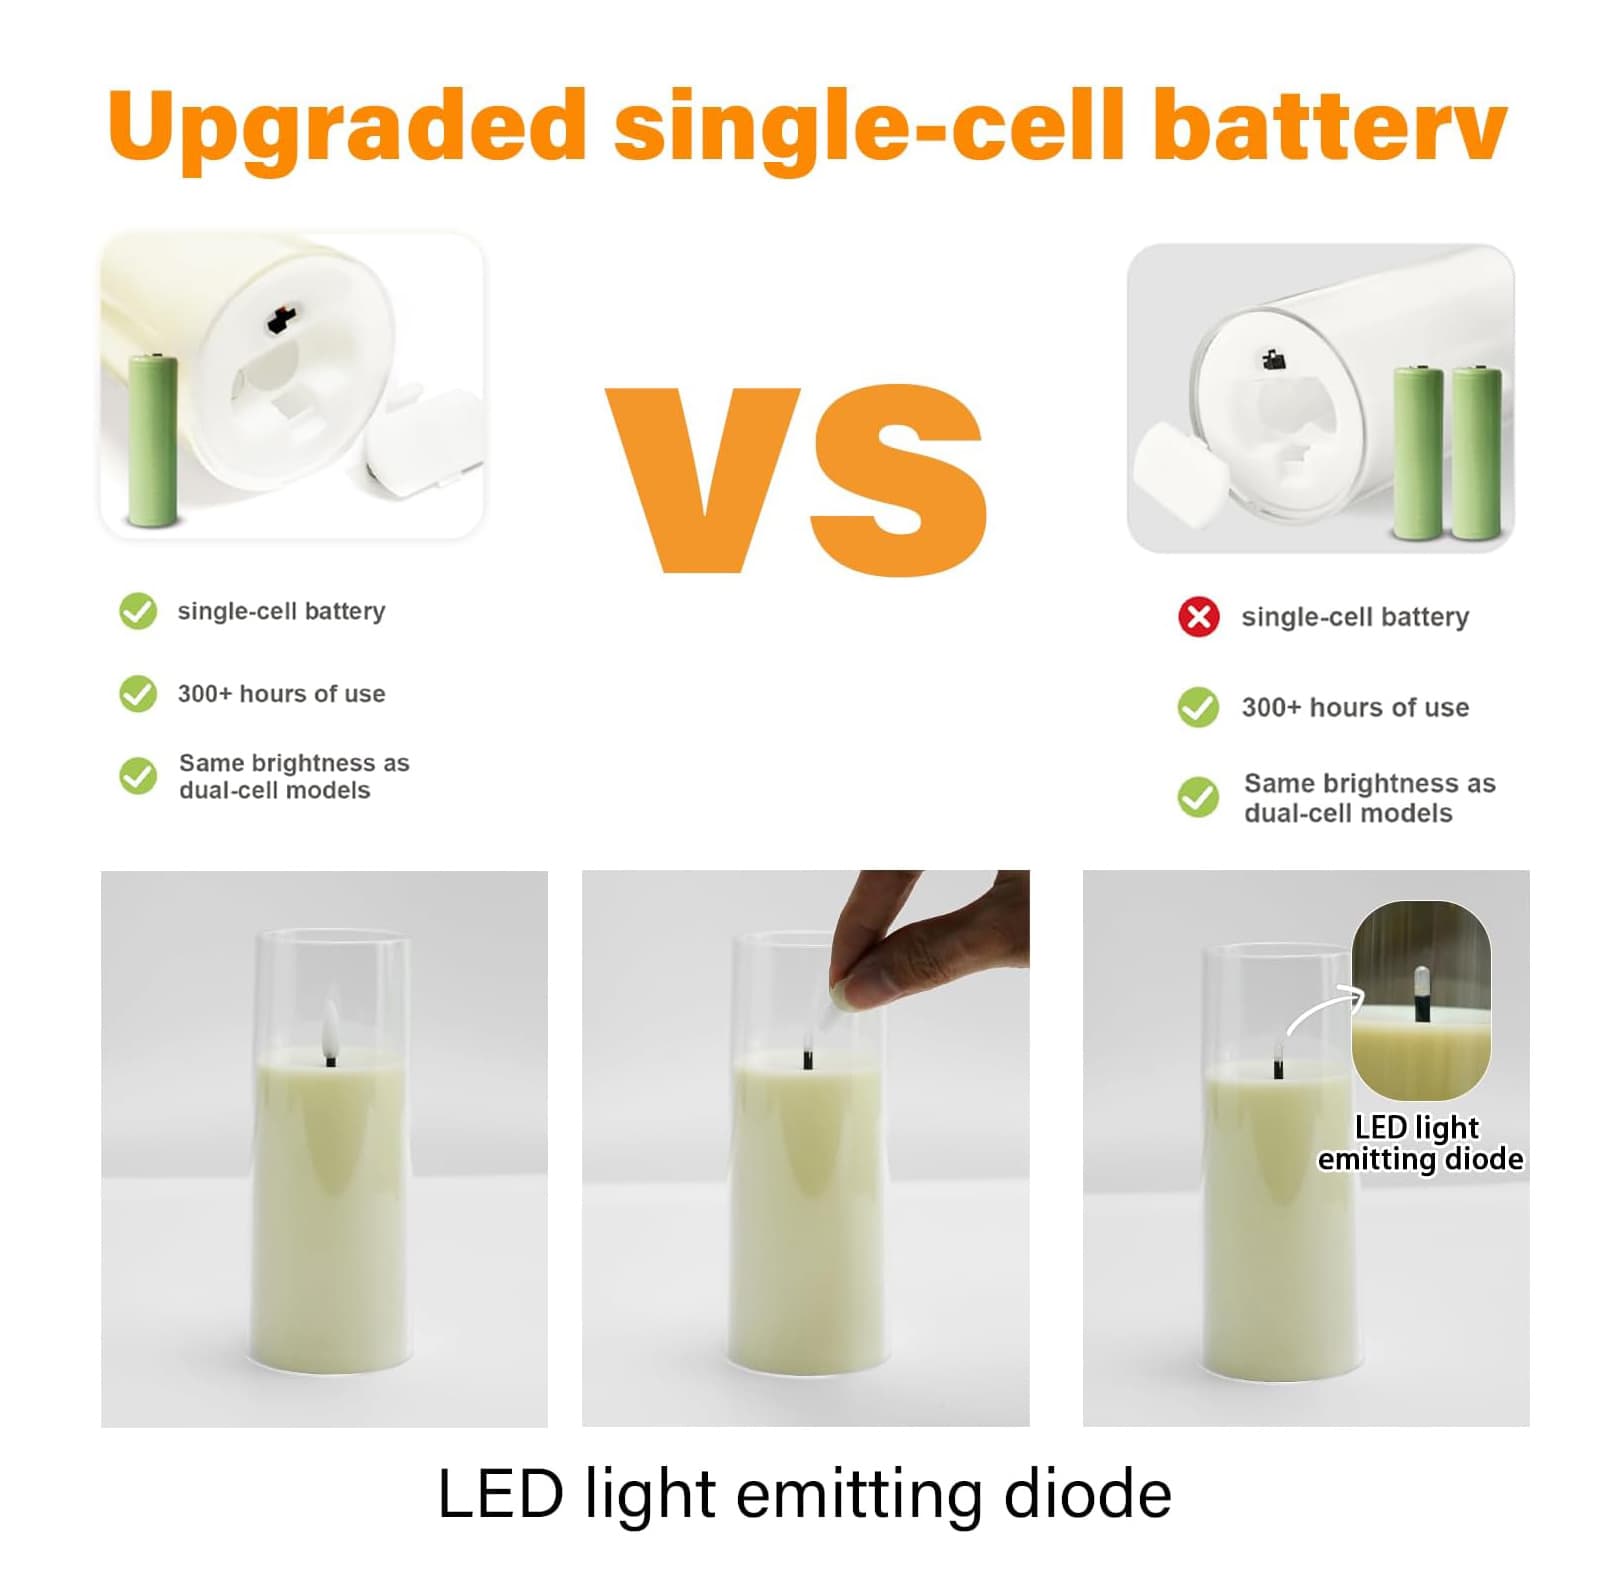 Upgraded single-cell battery
VS
single-cell battery
300+ hours of use
Same brightness as
dual-cell models
single-cell battery
300+ hours of use
Same brightness as
dual-cell models
LED light
emitting diode
LED light emitting diode